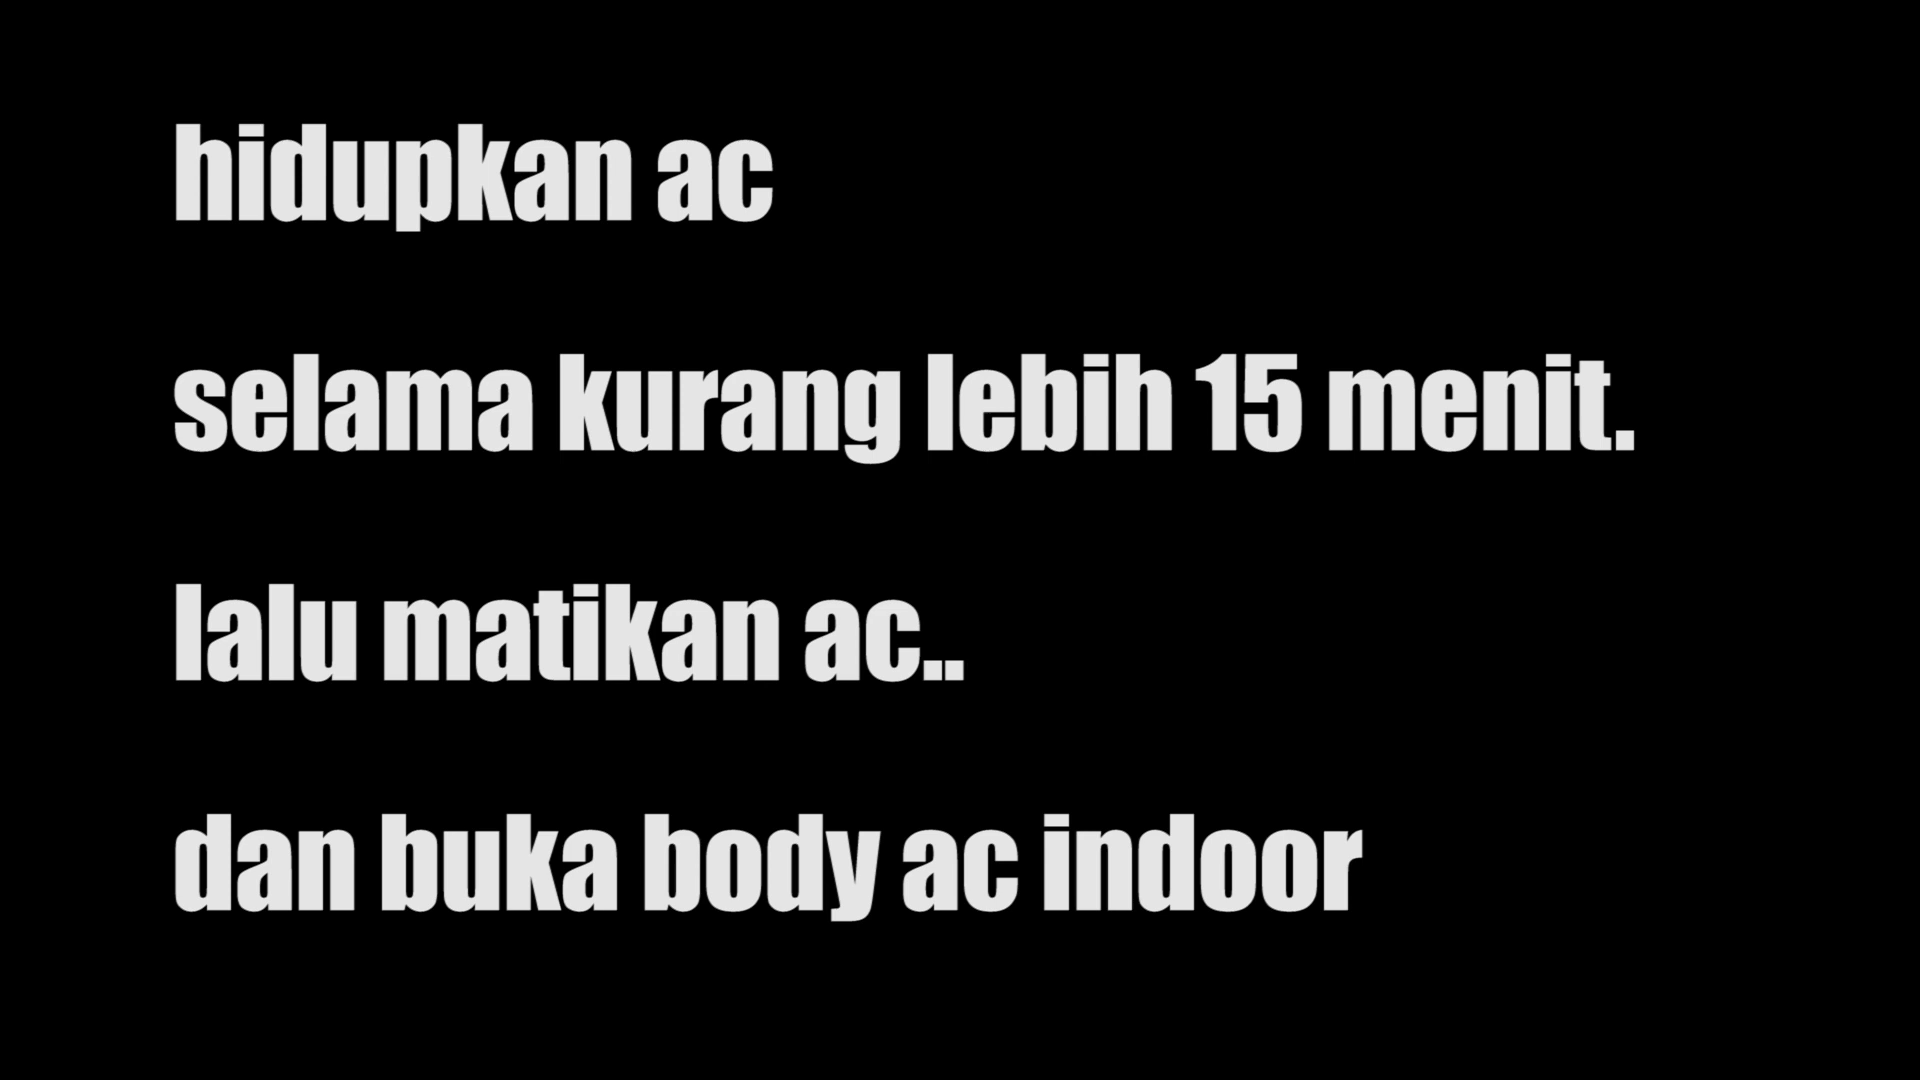 hidupkan ac
selama kurang lebih 15 menit.
lalu matikan ac..
dan buka body ac indoor